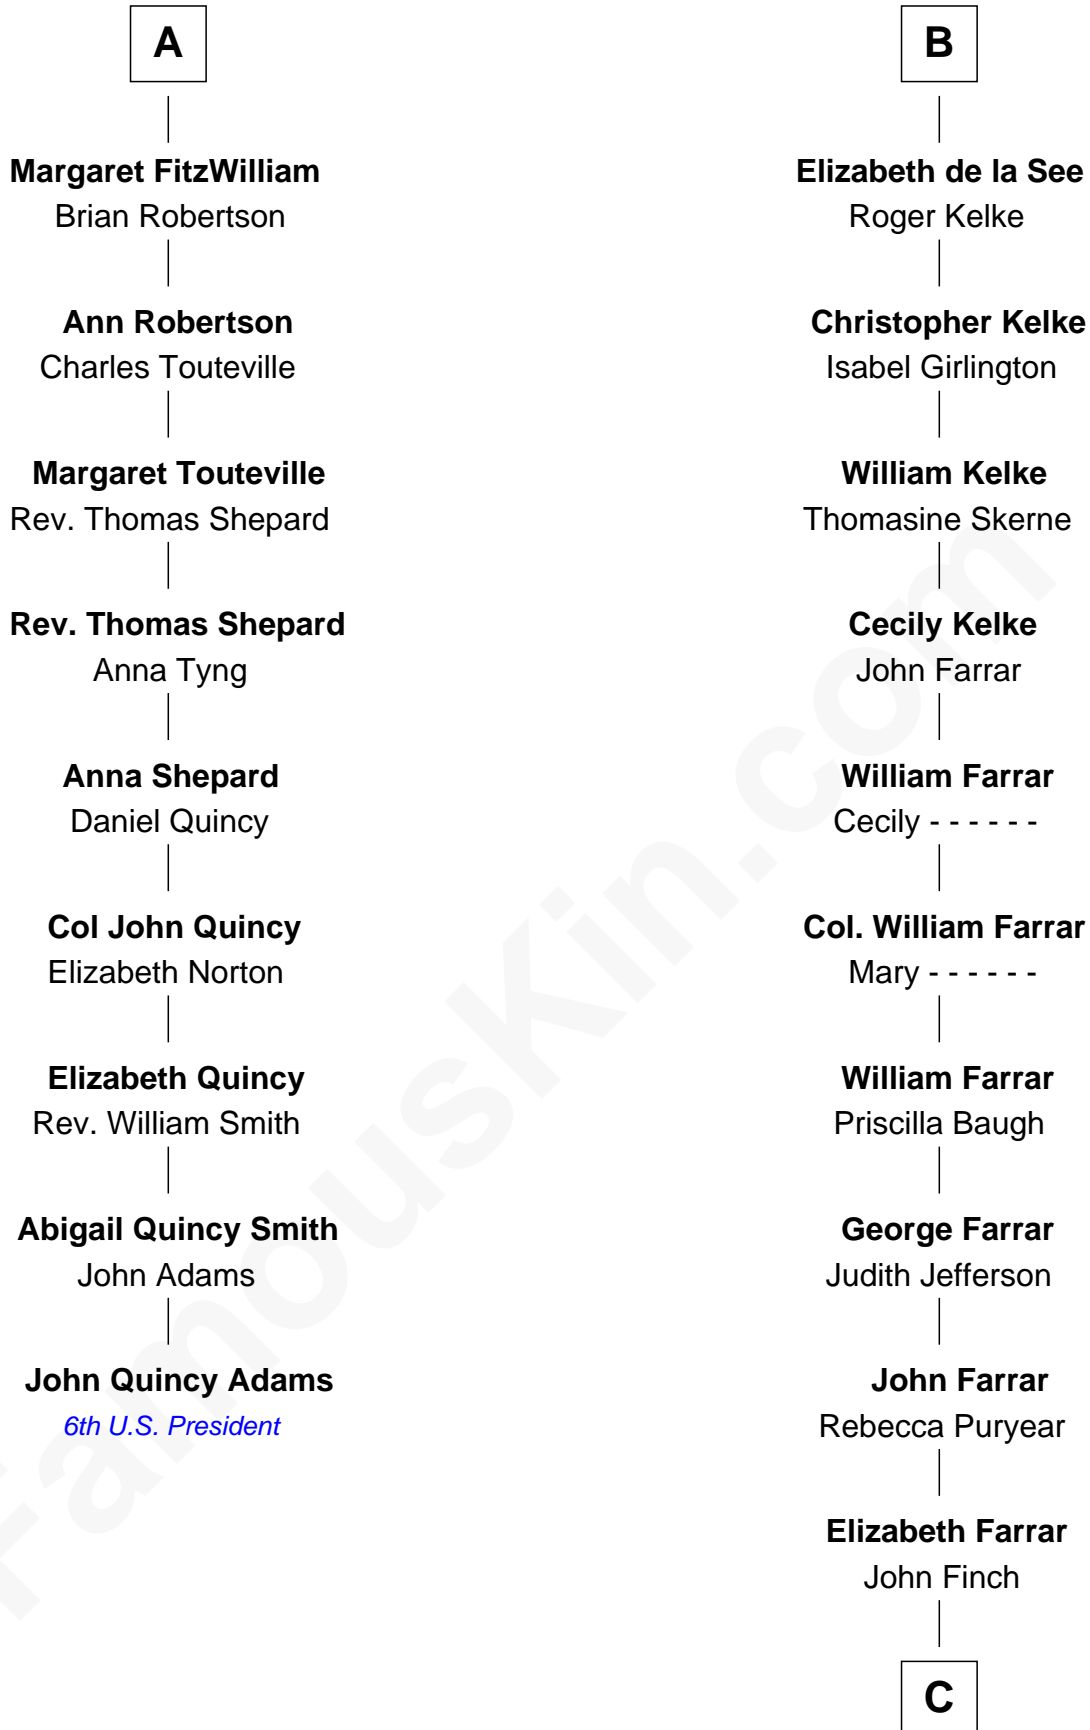 A
Margaret FitzWilliam
Brian Robertson
Ann Robertson
Charles Touteville
Margaret Touteville
Rev. Thomas Shepard
Rev. Thomas Shepard
Anna Tyng
Anna Shepard
Daniel Quincy
Col John Quincy
Elizabeth Norton
Elizabeth Quincy
Rev. William Smith
Abigail Quincy Smith
John Adams
John Quincy Adams
6th U.S. President
B
Elizabeth de la See
Roger Kelke
Christopher Kelke
Isabel Girlington
William Kelke
Thomasine Skerne
Cecily Kelke
John Farrar
William Farrar
Cecily - - - - - -
Col. William Farrar
Mary - - - - - -
William Farrar
Priscilla Baugh
George Farrar
Judith Jefferson
John Farrar
Rebecca Puryear
Elizabeth Farrar
John Finch
C
FamousKin.com